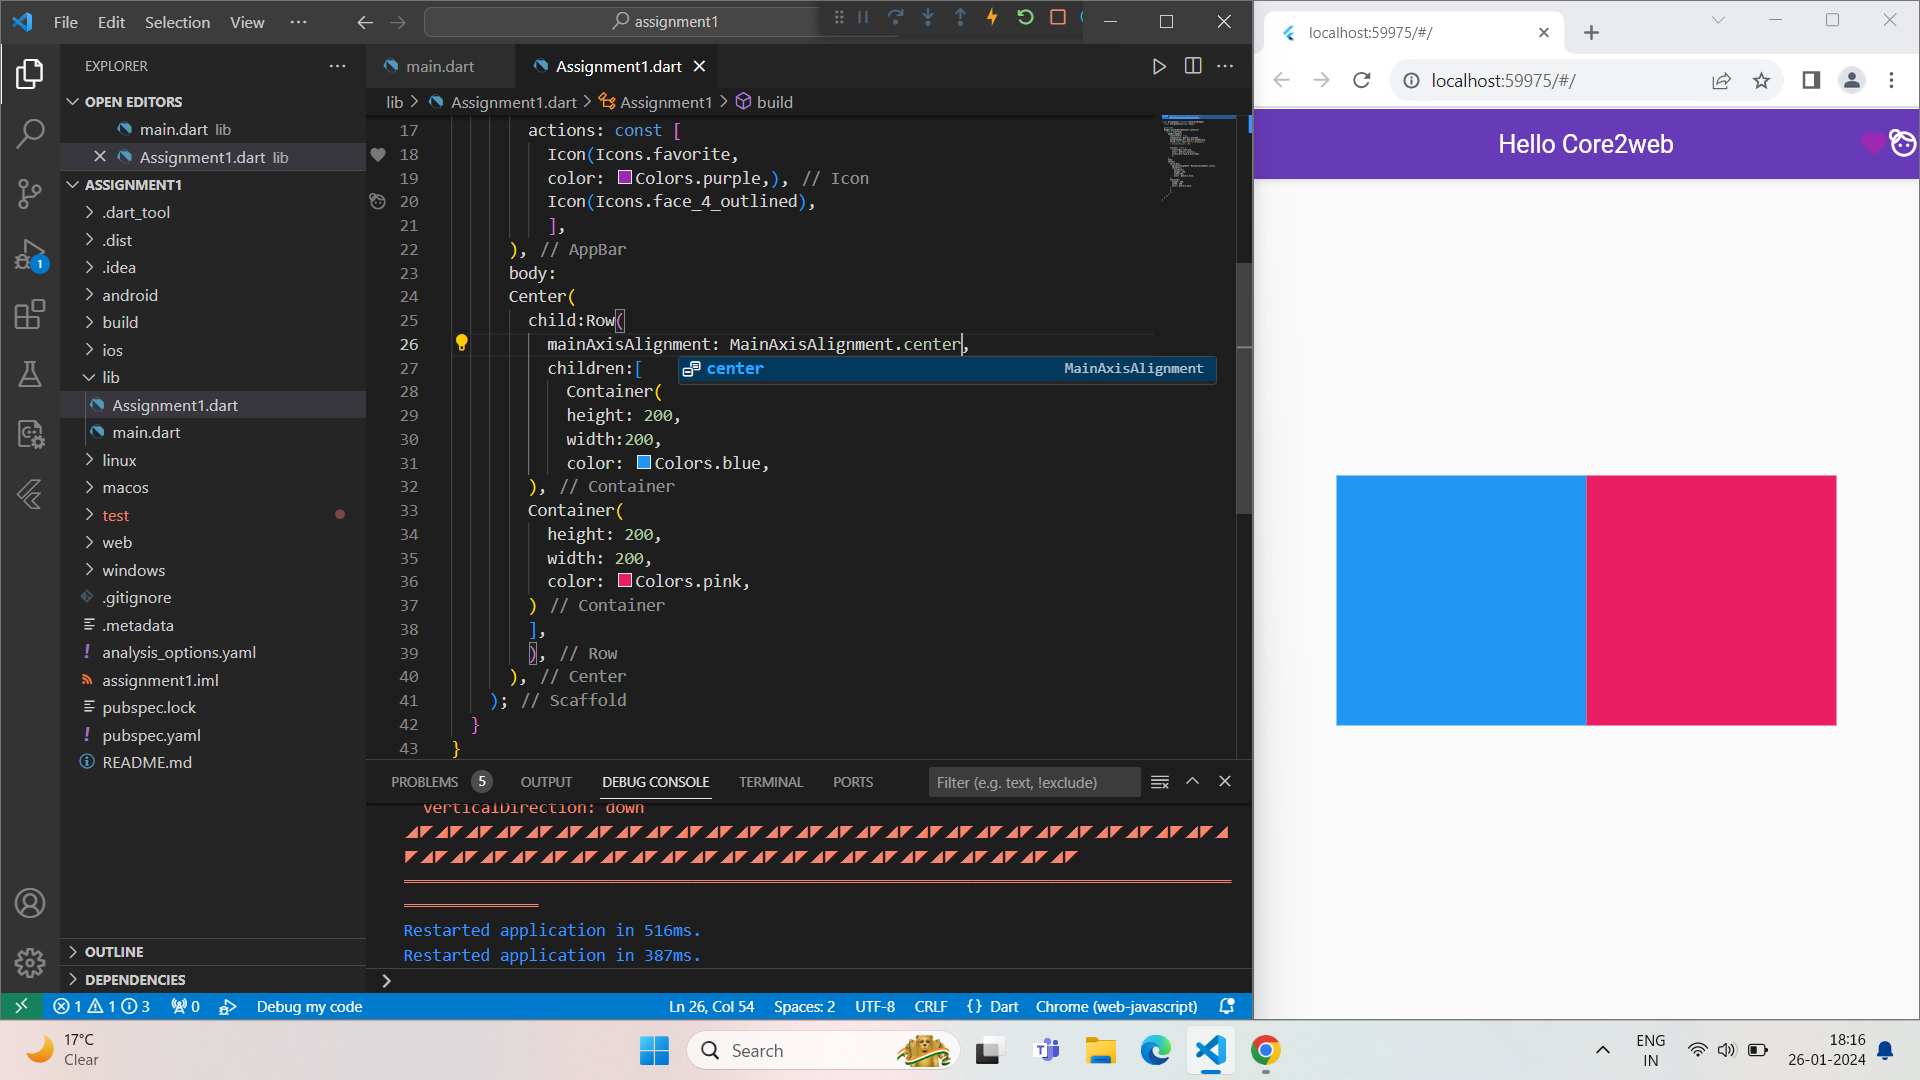 File Edit Selection View ··· assignment1
EXPLORER
OPEN EDITORS
main.dart lib
Assignment1.dart lib
ASSIGNMENT1
.dart_tool
.dist
.idea
android
build
ios
lib
Assignment1.dart
main.dart
linux
macos
test
web
windows
.gitignore
.metadata
analysis_options.yaml
assignment1.iml
pubspec.lock
pubspec.yaml
README.md
OUTLINE
DEPENDENCIES
main.dart Assignment1.dart
lib > Assignment1.dart > Assignment1 > build
17 actions: const [
18 Icon(Icons.favorite,
19 color: Colors.purple,), // Icon
20 Icon(Icons.face_4_outlined),
21 ],
22 ), // AppBar
23 body:
24 Center(
25 child:Row(
26 mainAxisAlignment: MainAxisAlignment.center,
27 children:[
center MainAxisAlignment
28 Container(
29 height: 200,
30 width:200,
31 color: Colors.blue,
32 ), // Container
33 Container(
34 height: 200,
35 width: 200,
36 color: Colors.pink,
37 ) // Container
38 ],
39 ), // Row
40 ), // Center
41 ); // Scaffold
42 }
43 }
PROBLEMS 5 OUTPUT DEBUG CONSOLE TERMINAL PORTS Filter (e.g. text, !exclude)
verticalDirection: down
Restarted application in 516ms.
Restarted application in 387ms.
1 1 3 0 Debug my code Ln 26, Col 54 Spaces: 2 UTF-8 CRLF {} Dart Chrome (web-javascript)
localhost:59975/#/
localhost:59975/#/
Hello Core2web
17°C
Clear
Search
ENG
IN
18:16
26-01-2024